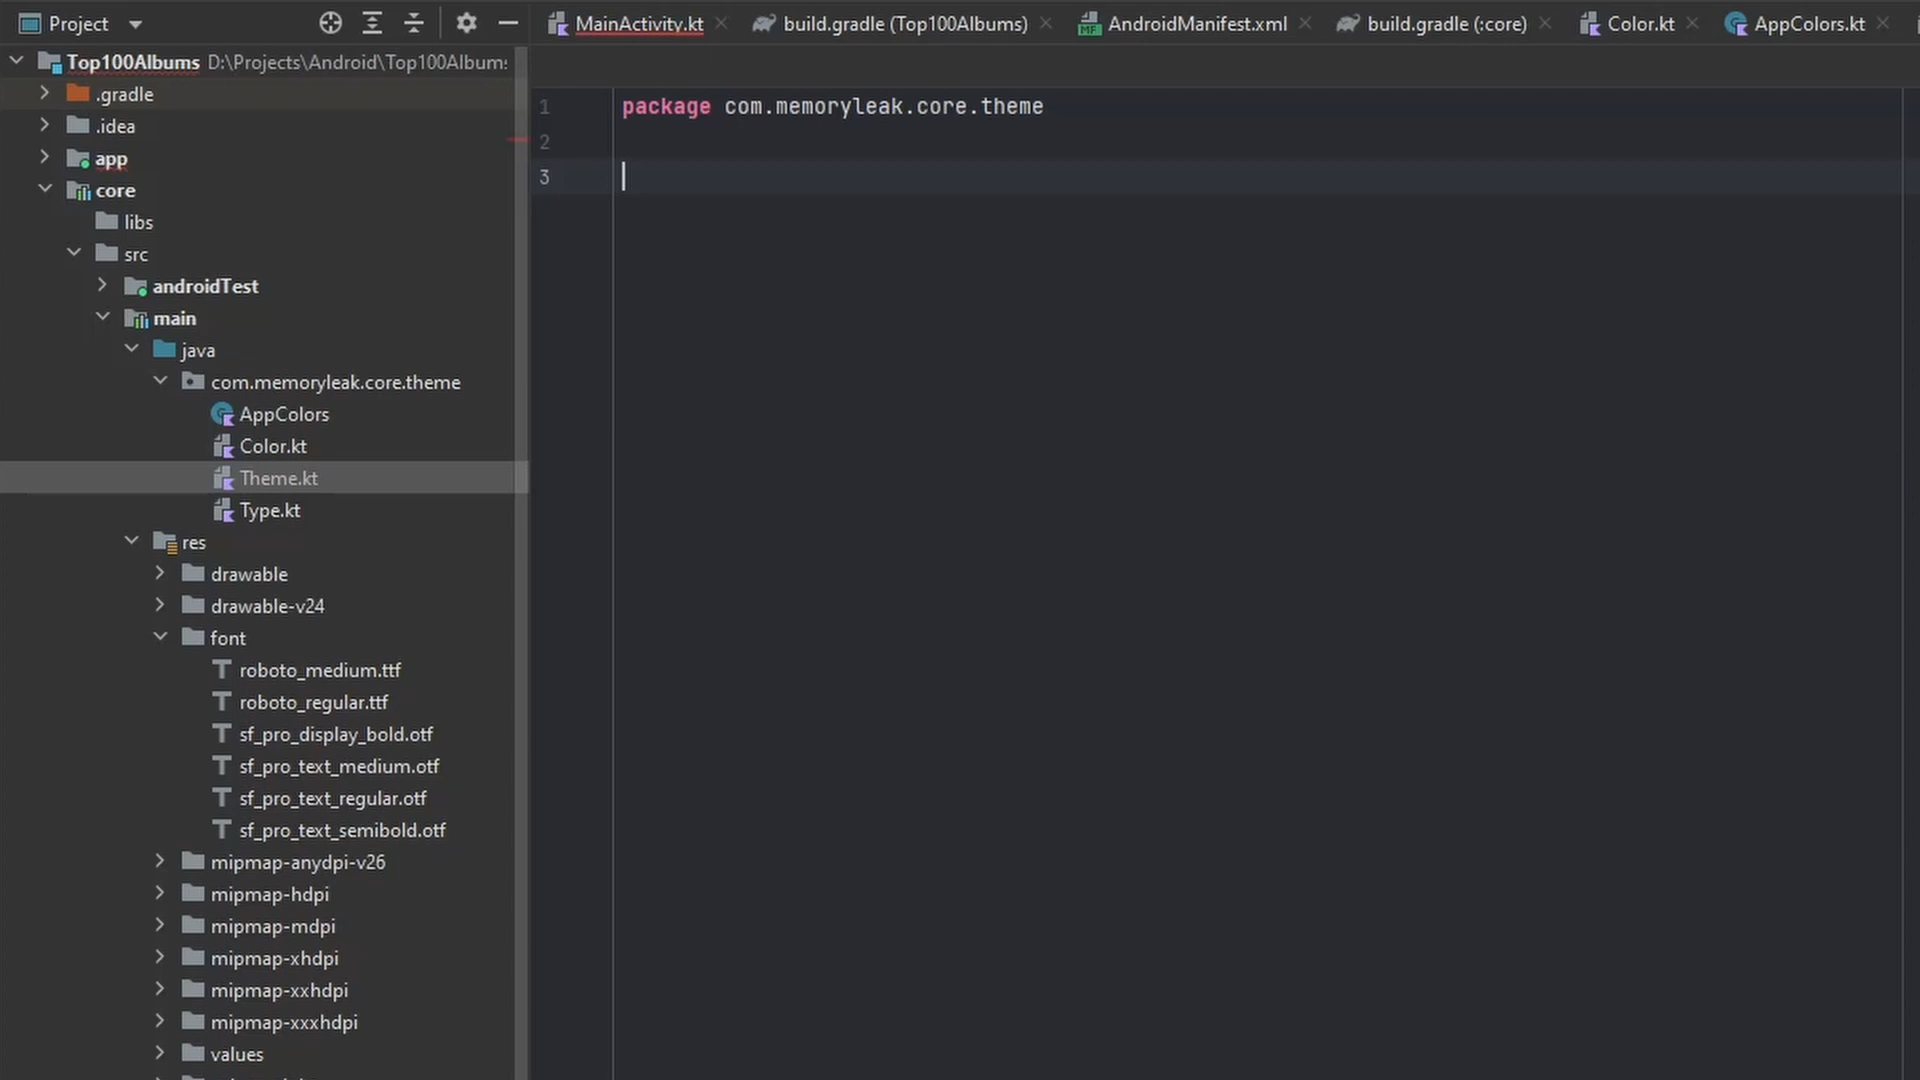 Project
MainActivity.kt
build.gradle (Top100Albums)
AndroidManifest.xml
build.gradle (:core)
Color.kt
AppColors.kt
Top100Albums D:\Projects\Android\Top100Albums
.gradle
.idea
app
core
libs
src
androidTest
main
java
com.memoryleak.core.theme
AppColors
Color.kt
Theme.kt
Type.kt
res
drawable
drawable-v24
font
roboto_medium.ttf
roboto_regular.ttf
sf_pro_display_bold.otf
sf_pro_text_medium.otf
sf_pro_text_regular.otf
sf_pro_text_semibold.otf
mipmap-anydpi-v26
mipmap-hdpi
mipmap-mdpi
mipmap-xhdpi
mipmap-xxhdpi
mipmap-xxxhdpi
values
1 package com.memoryleak.core.theme
2
3